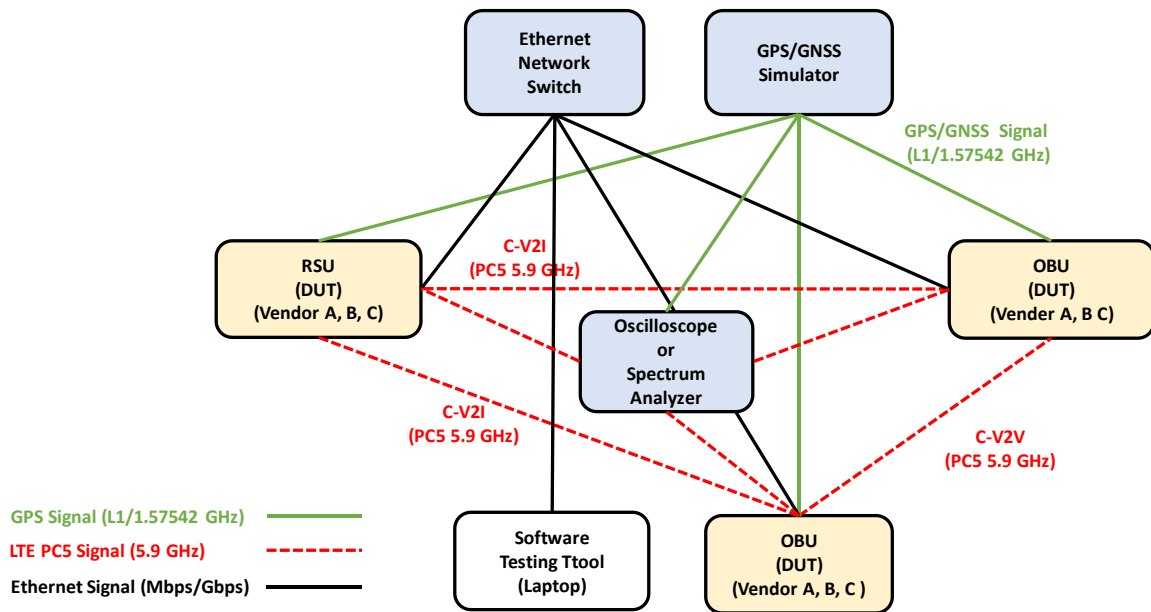 Ethernet
Network
Switch
GPS/GNSS
Simulator
GPS/GNSS Signal
(L1/1.57542 GHz)
RSU
(DUT)
(Vendor A, B, C)
C-V2I
(PC5 5.9 GHz)
OBU
(DUT)
(Vender A, B C)
Oscilloscope
or
Spectrum
Analyzer
C-V2I
(PC5 5.9 GHz)
C-V2V
(PC5 5.9 GHz)
GPS Signal (L1/1.57542 GHz)
LTE PC5 Signal (5.9 GHz)
Ethernet Signal (Mbps/Gbps)
Software
Testing Ttool
(Laptop)
OBU
(DUT)
(Vendor A, B, C )